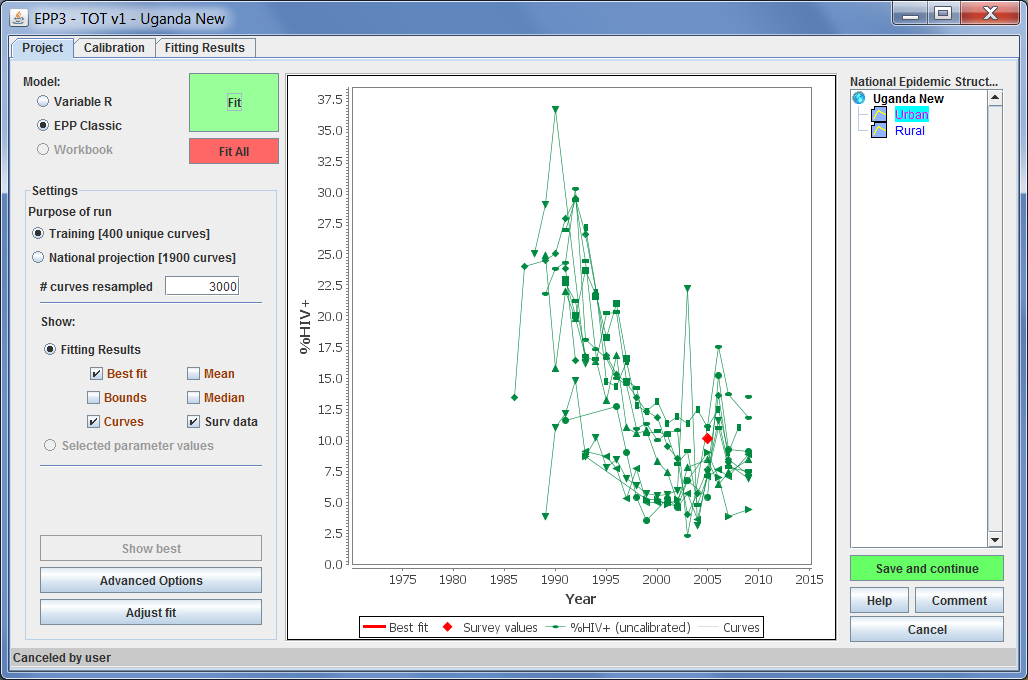 EPP3 - TOT v1 - Uganda New
Project
Calibration
Fitting Results
Model:
Variable R
EPP Classic
Workbook
Fit
Fit All
Settings
Purpose of run
Training [400 unique curves]
National projection [1900 curves]
# curves resampled 3000
Show:
Fitting Results
Best fit
Mean
Bounds
Median
Curves
Surv data
Selected parameter values
Show best
Advanced Options
Adjust fit
%HIV+
37.5
35.0
32.5
30.0
27.5
25.0
22.5
20.0
17.5
15.0
12.5
10.0
7.5
5.0
2.5
0.0
1975 1980 1985 1990 1995 2000 2005 2010 2015
Year
Best fit Survey values %HIV+ (uncalibrated) Curves
National Epidemic Struct...
Uganda New
Urban
Rural
Save and continue
Help
Comment
Cancel
Canceled by user